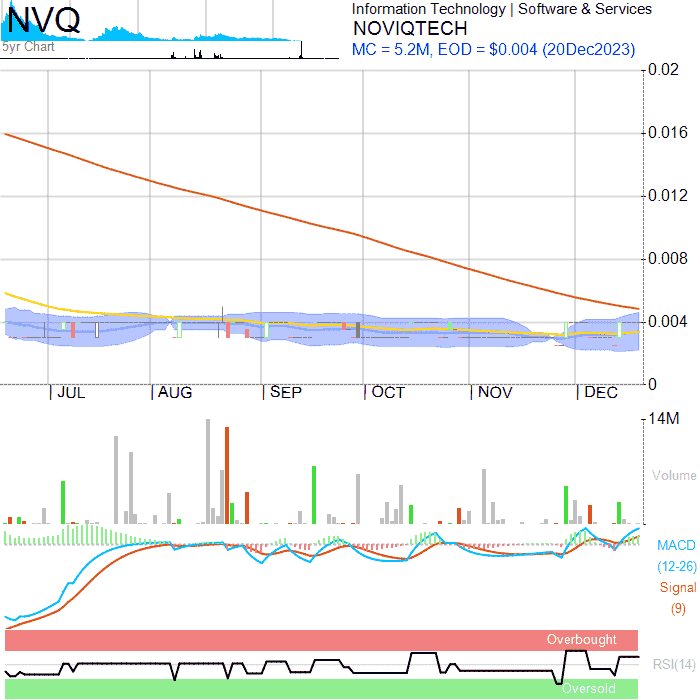 NVQ
5yr Chart
Information Technology | Software & Services
NOVIQTECH
MC = 5.2M, EOD = $0.004 (20Dec2023)
0.02
0.016
0.012
0.008
0.004
0
JUL
AUG
SEP
OCT
NOV
DEC
14M
Volume
MACD
(12-26)
Signal
(9)
Overbought
RSI(14)
Oversold